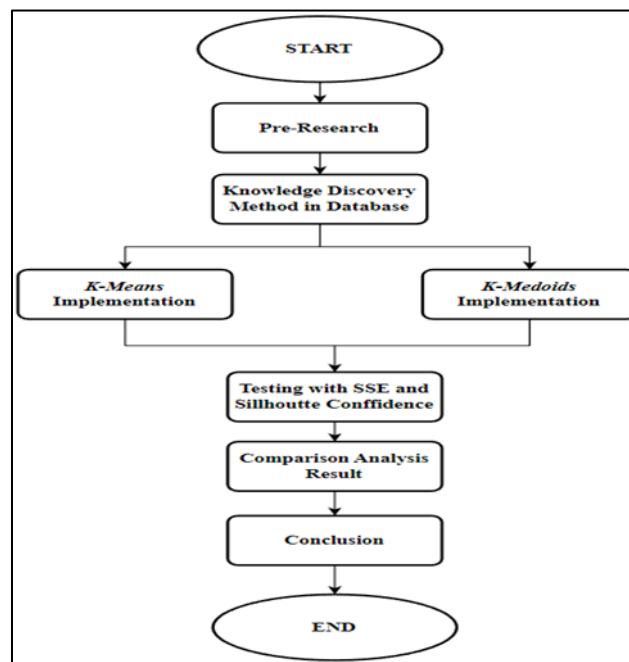 START
Pre-Research
Knowledge Discovery
Method in Database
K-Means
Implementation
K-Medoids
Implementation
Testing with SSE and
Sillhoutte Conffidence
Comparison Analysis
Result
Conclusion
END